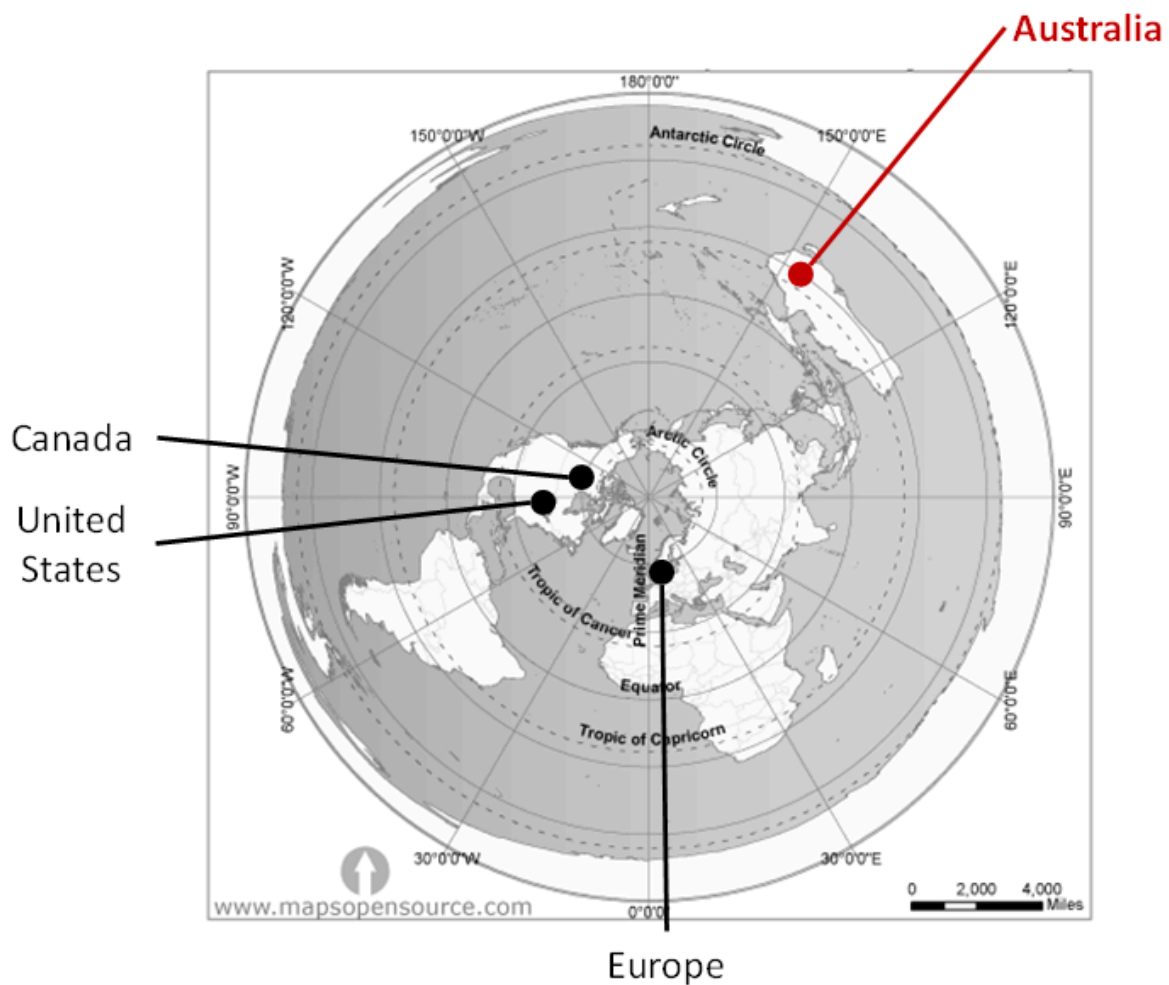 Australia
180°0'0"
150°0'0"W
Antarctic Circle
150°0'0"E
120°0'0"W
120°0'0"E
Canada
Arctic Circle
90°0'0"W
90°0'0"E
United
States
Prime Meridian
Tropic of Cancer
Equator
60°0'0"W
60°0'0"E
Tropic of Capricorn
30°0'0"W
30°0'0"E
0 2,000 4,000
Miles
www.mapsopensource.com
0°0'0"
Europe